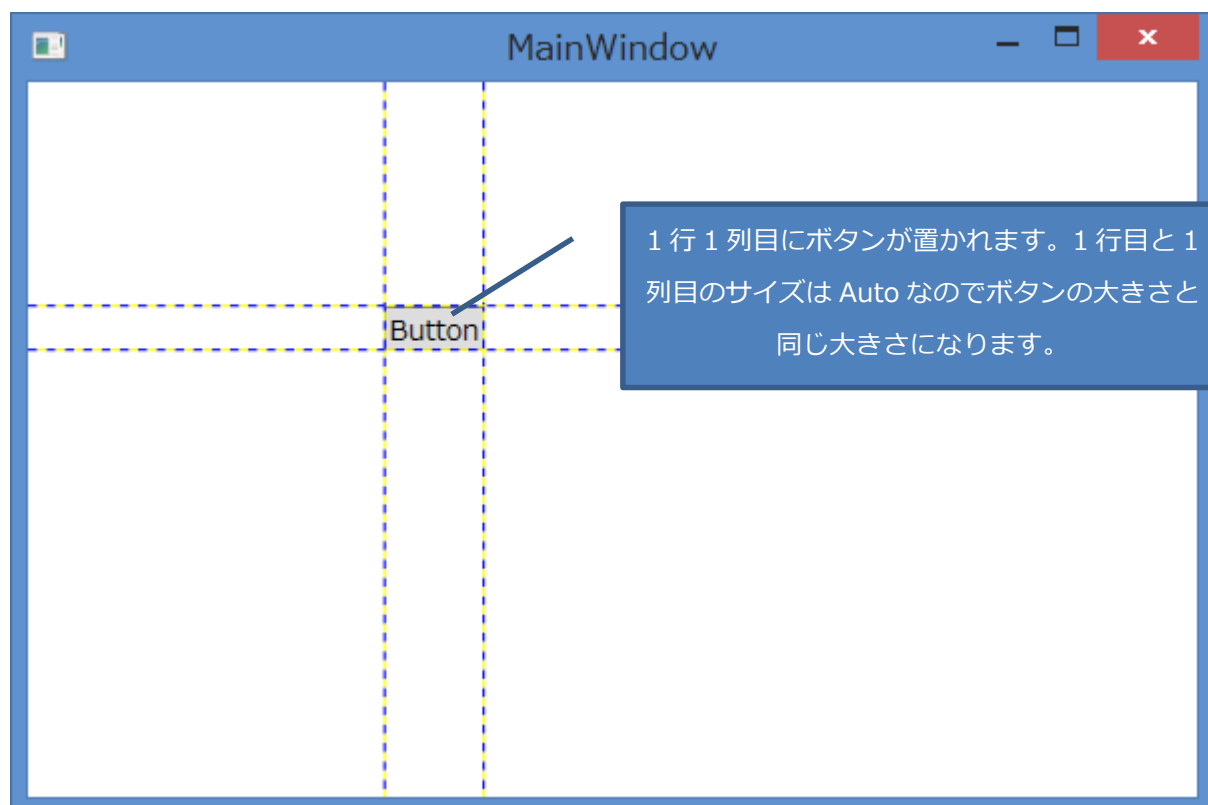 MainWindow
1 行 1 列目にボタンが置かれます。1 行目と 1
列目のサイズは Auto なのでボタンの大きさと
同じ大きさになります。
Button